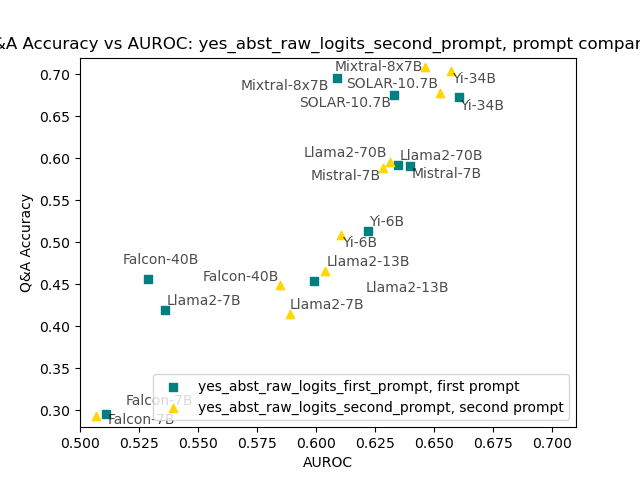 &A Accuracy vs AUROC: yes_abst_raw_logits_second_prompt, prompt compar
Q&A Accuracy
0.70
0.65
0.60
0.55
0.50
0.45
0.40
0.35
0.30
Mixtral-8x7B
Mixtral-8x7B
SOLAR-10.7B
SOLAR-10.7B
Yi-34B
Yi-34B
Llama2-70B
Llama2-70B
Mistral-7B
Mistral-7B
Yi-6B
Yi-6B
Falcon-40B
Llama2-13B
Falcon-40B
Llama2-13B
Llama2-7B
Llama2-7B
Falcon-7B
Falcon-7B
yes_abst_raw_logits_first_prompt, first prompt
yes_abst_raw_logits_second_prompt, second prompt
0.500
0.525
0.550
0.575
0.600
0.625
0.650
0.675
0.700
AUROC